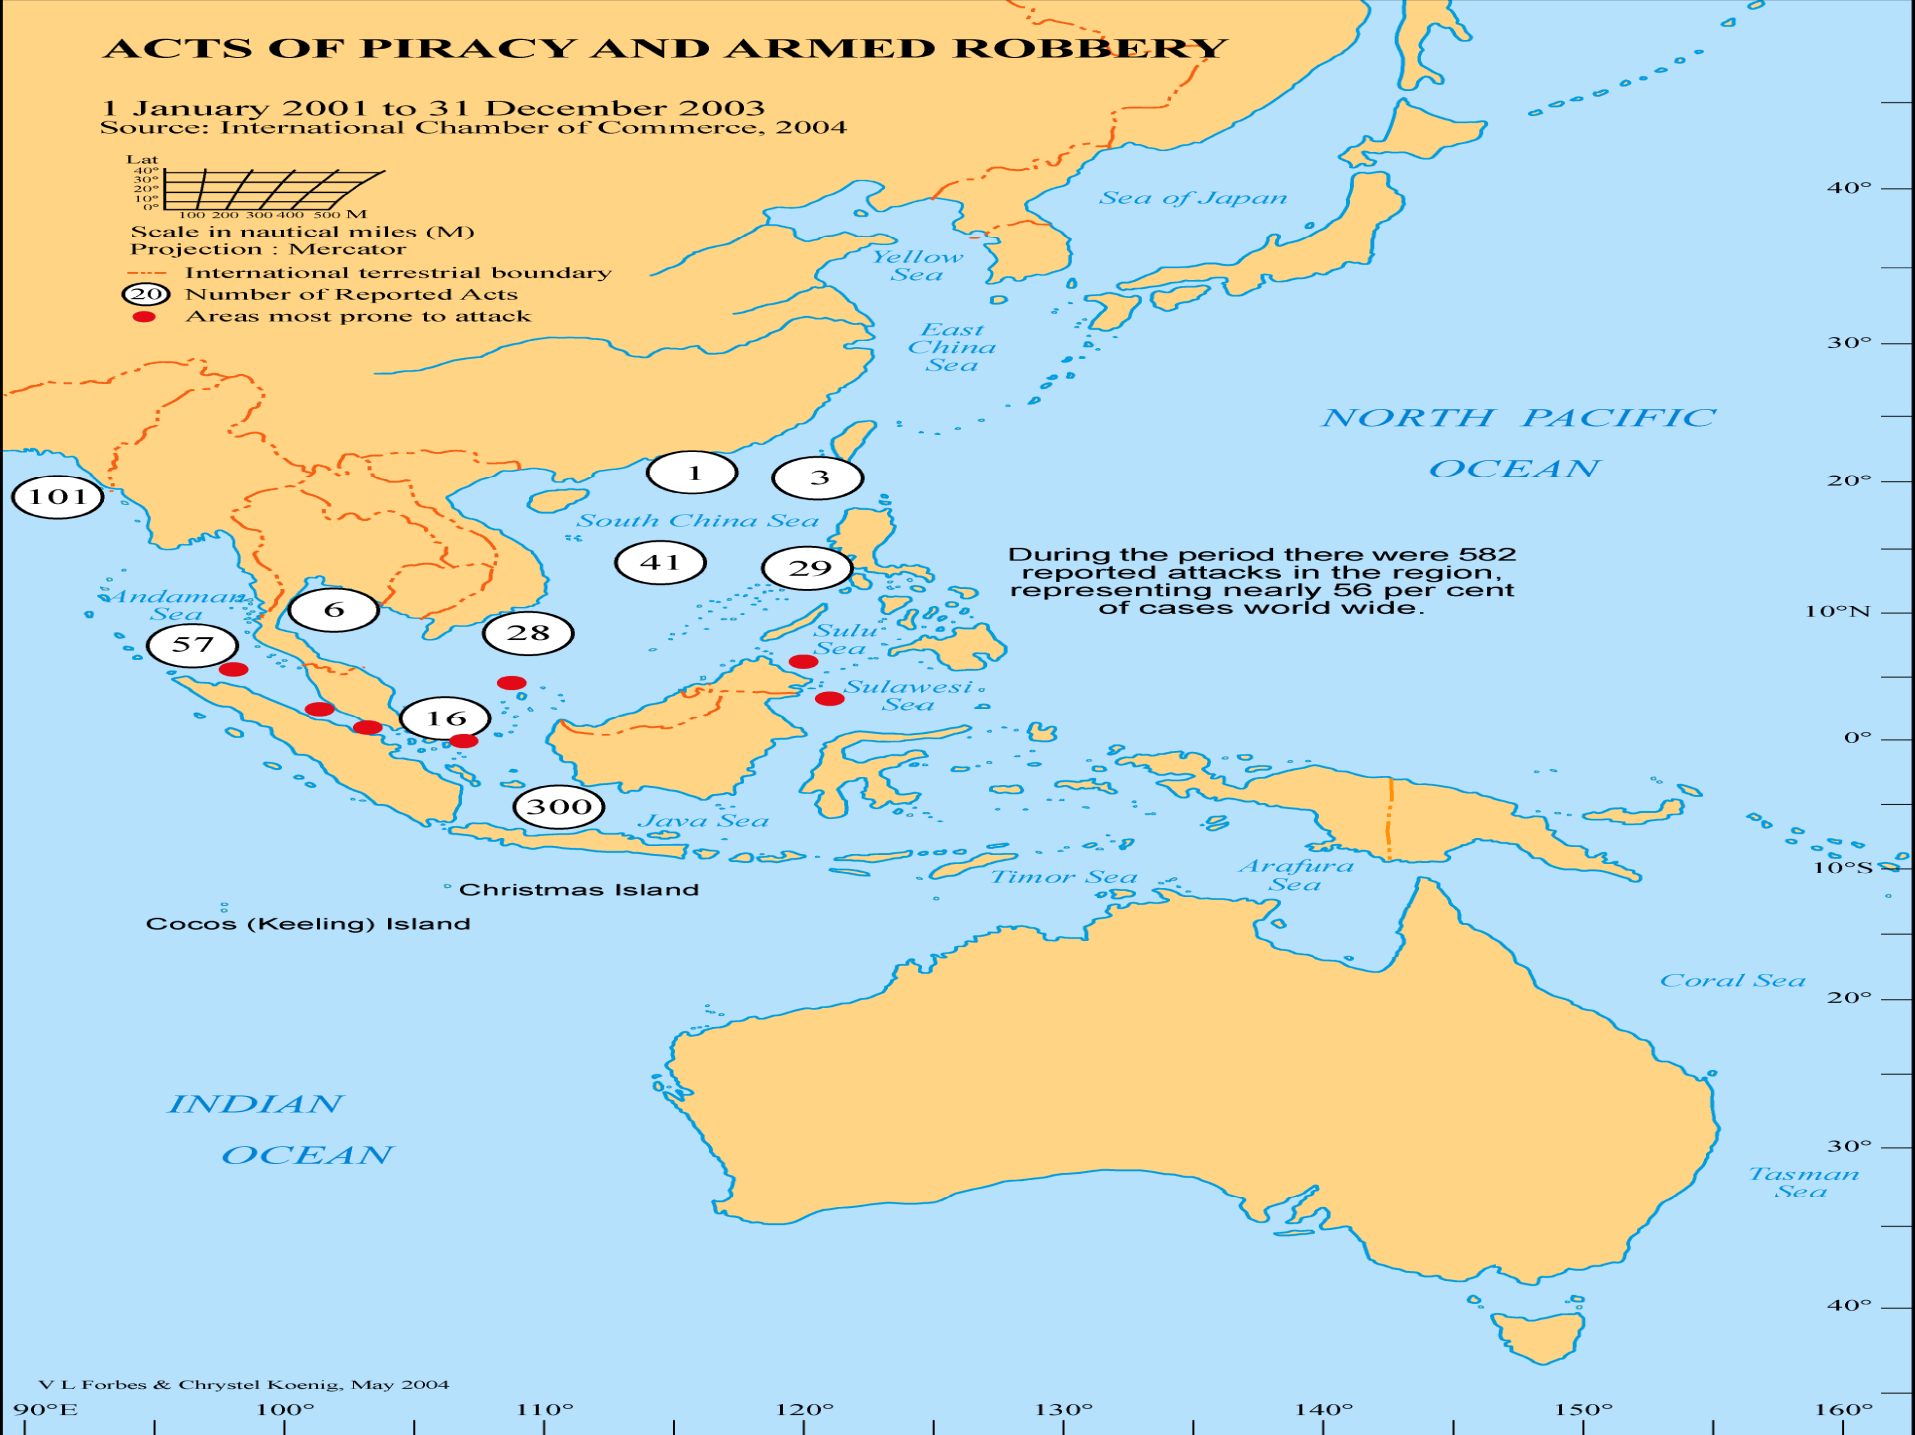 ACTS OF PIRACY AND ARMED ROBBERY
1 January 2001 to 31 December 2003
Source: International Chamber of Commerce, 2004
Lat
40°
30°
20°
10°
0°
100 200 300 400 500 M
Scale in nautical miles (M)
Projection : Mercator
International terrestrial boundary
20 Number of Reported Acts
Areas most prone to attack
Sea of Japan
40°
Yellow
Sea
East
China
Sea
30°
NORTH PACIFIC
OCEAN
1
3
20°
101
South China Sea
41
29
During the period there were 582
reported attacks in the region,
representing nearly 56 per cent
of cases world wide.
Andaman
Sea
6
10°N
57
28
Sulu
Sea
Sulawesi
Sea
16
0°
300
Java Sea
Timor Sea
Arafura
Sea
10°S
Christmas Island
Cocos (Keeling) Island
Coral Sea
20°
INDIAN
OCEAN
30°
Tasman
Sea
40°
V L Forbes & Chrystel Koenig, May 2004
90°E 100° 110° 120° 130° 140° 150° 160°